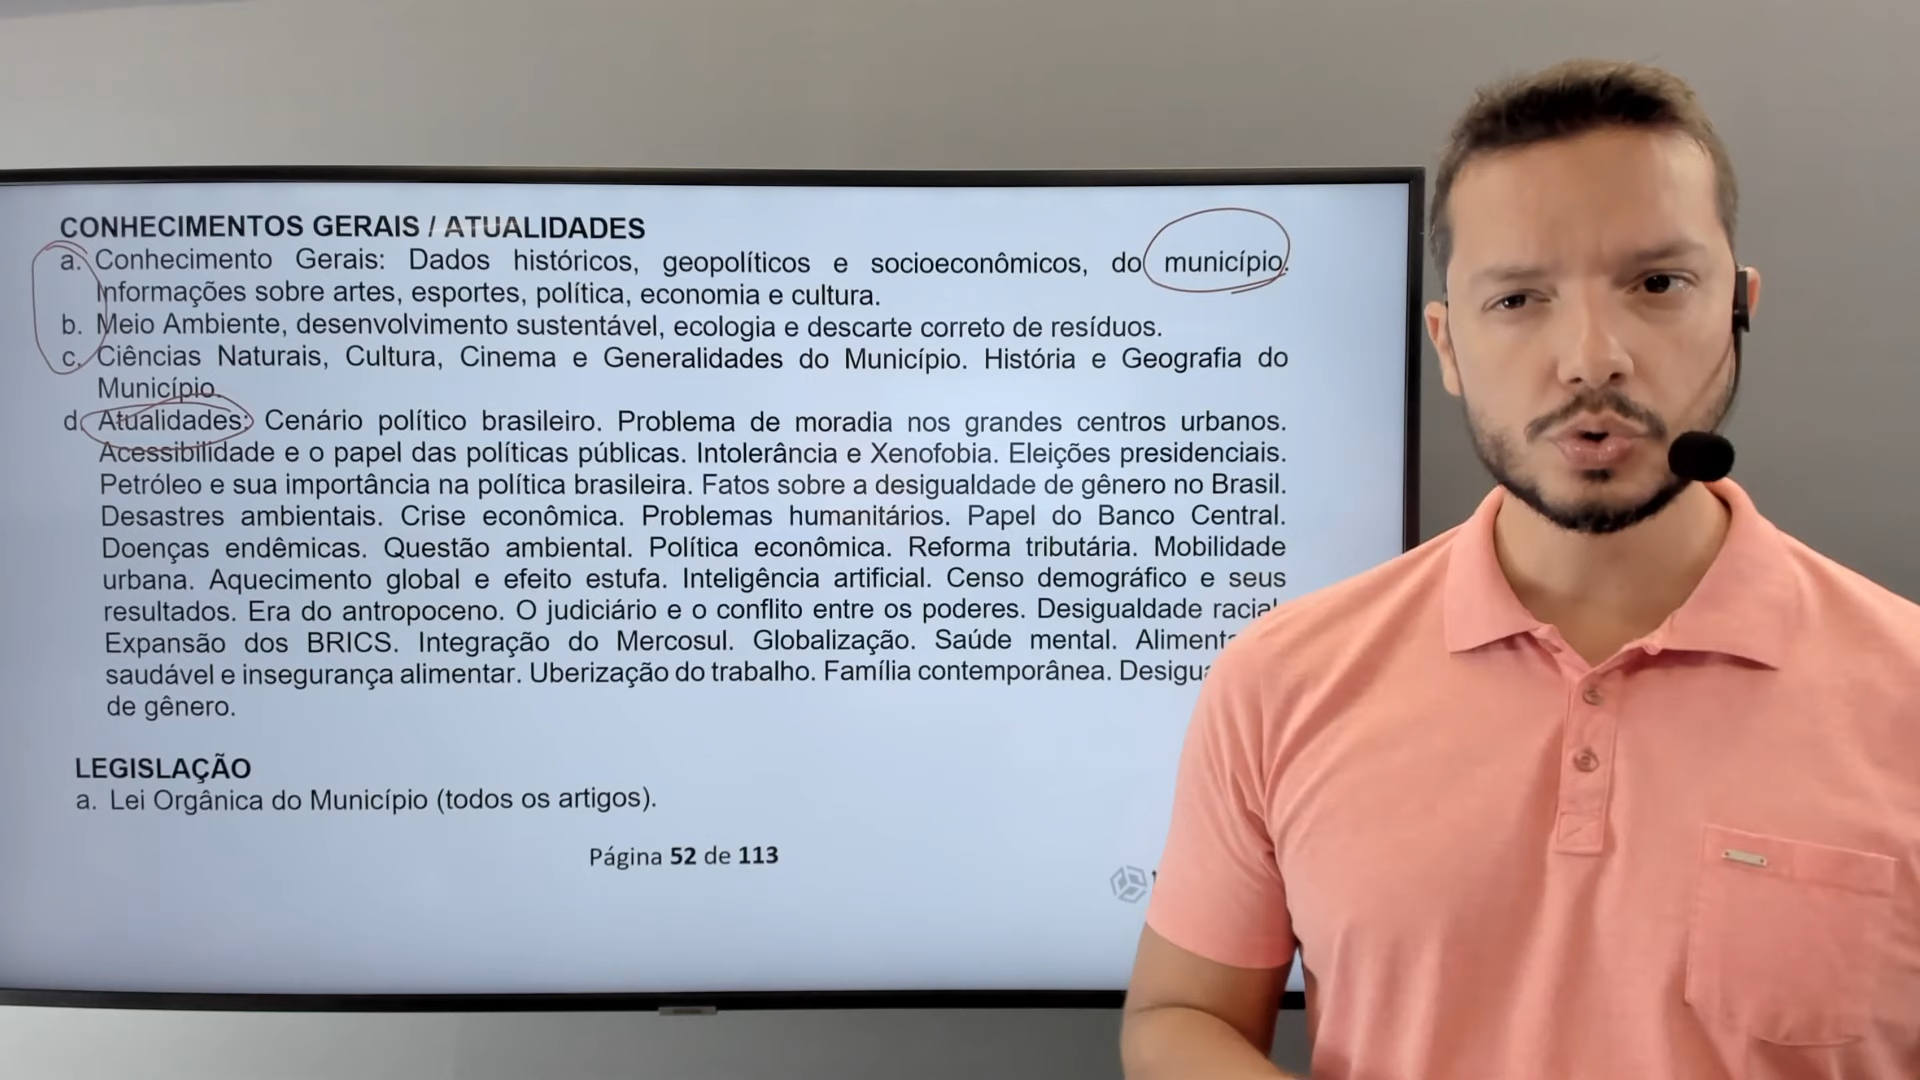 CONHECIMENTOS GERAIS / ATUALIDADES
a. Conhecimento Gerais: Dados históricos, geopolíticos e socioeconômicos, do município.
Informações sobre artes, esportes, política, economia e cultura.
b. Meio Ambiente, desenvolvimento sustentável, ecologia e descarte correto de resíduos.
c. Ciências Naturais, Cultura, Cinema e Generalidades do Município. História e Geografia do
Município.
d. Atualidades: Cenário político brasileiro. Problema de moradia nos grandes centros urbanos.
Acessibilidade e o papel das políticas públicas. Intolerância e Xenofobia. Eleições presidenciais.
Petróleo e sua importância na política brasileira. Fatos sobre a desigualdade de gênero no Brasil.
Desastres ambientais. Crise econômica. Problemas humanitários. Papel do Banco Central.
Doenças endêmicas. Questão ambiental. Política econômica. Reforma tributária. Mobilidade
urbana. Aquecimento global e efeito estufa. Inteligência artificial. Censo demográfico e seus
resultados. Era do antropoceno. O judiciário e o conflito entre os poderes. Desigualdade racial
Expansão dos BRICS. Integração do Mercosul. Globalização. Saúde mental.
saudável e insegurança alimentar. Uberização do trabalho. Família contemporânea.
de gênero.
LEGISLAÇÃO
a. Lei Orgânica do Município (todos os artigos).
Página 52 de 113